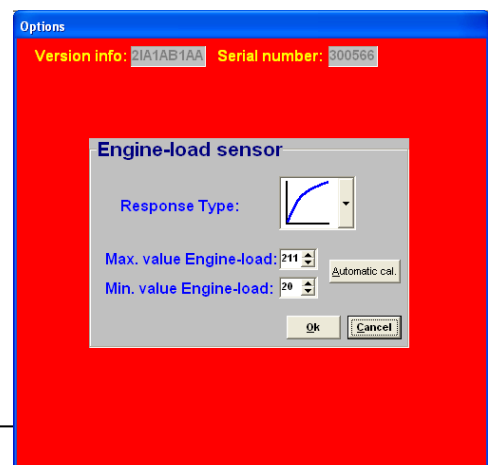 Options
Version info: 2IA1AB1AA Serial number: 300566
Engine-load sensor
Response Type:
Max. value Engine-load: 211
Automatic cal.
Min. value Engine-load: 20
Ok Cancel